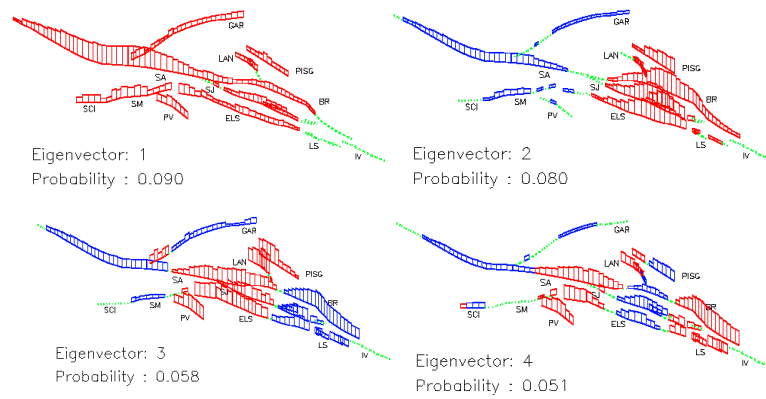 GAR
LAN
PISG
SA
SJ
BR
SCI
SM
PV
ELS
LS
IV
Eigenvector: 1
Probability : 0.090
GAR
LAN
PISG
SA
SJ
BR
SCI
SM
PV
ELS
LS
IV
Eigenvector: 2
Probability : 0.080
GAR
LAN
PISG
SA
SJ
BR
SCI
SM
PV
ELS
LS
IV
Eigenvector: 3
Probability : 0.058
GAR
LAN
PISG
SA
SJ
BR
SCI
SM
PV
ELS
LS
IV
Eigenvector: 4
Probability : 0.051